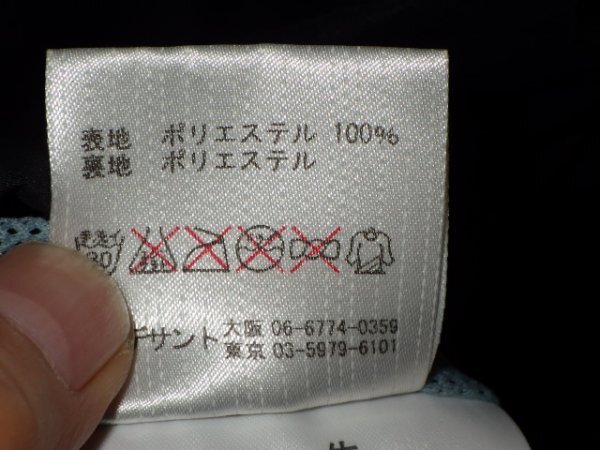 表地 ポリエステル 100%
裏地 ポリエステル
30
サント 大阪 06-6774-0359
東京 03-5979-6101